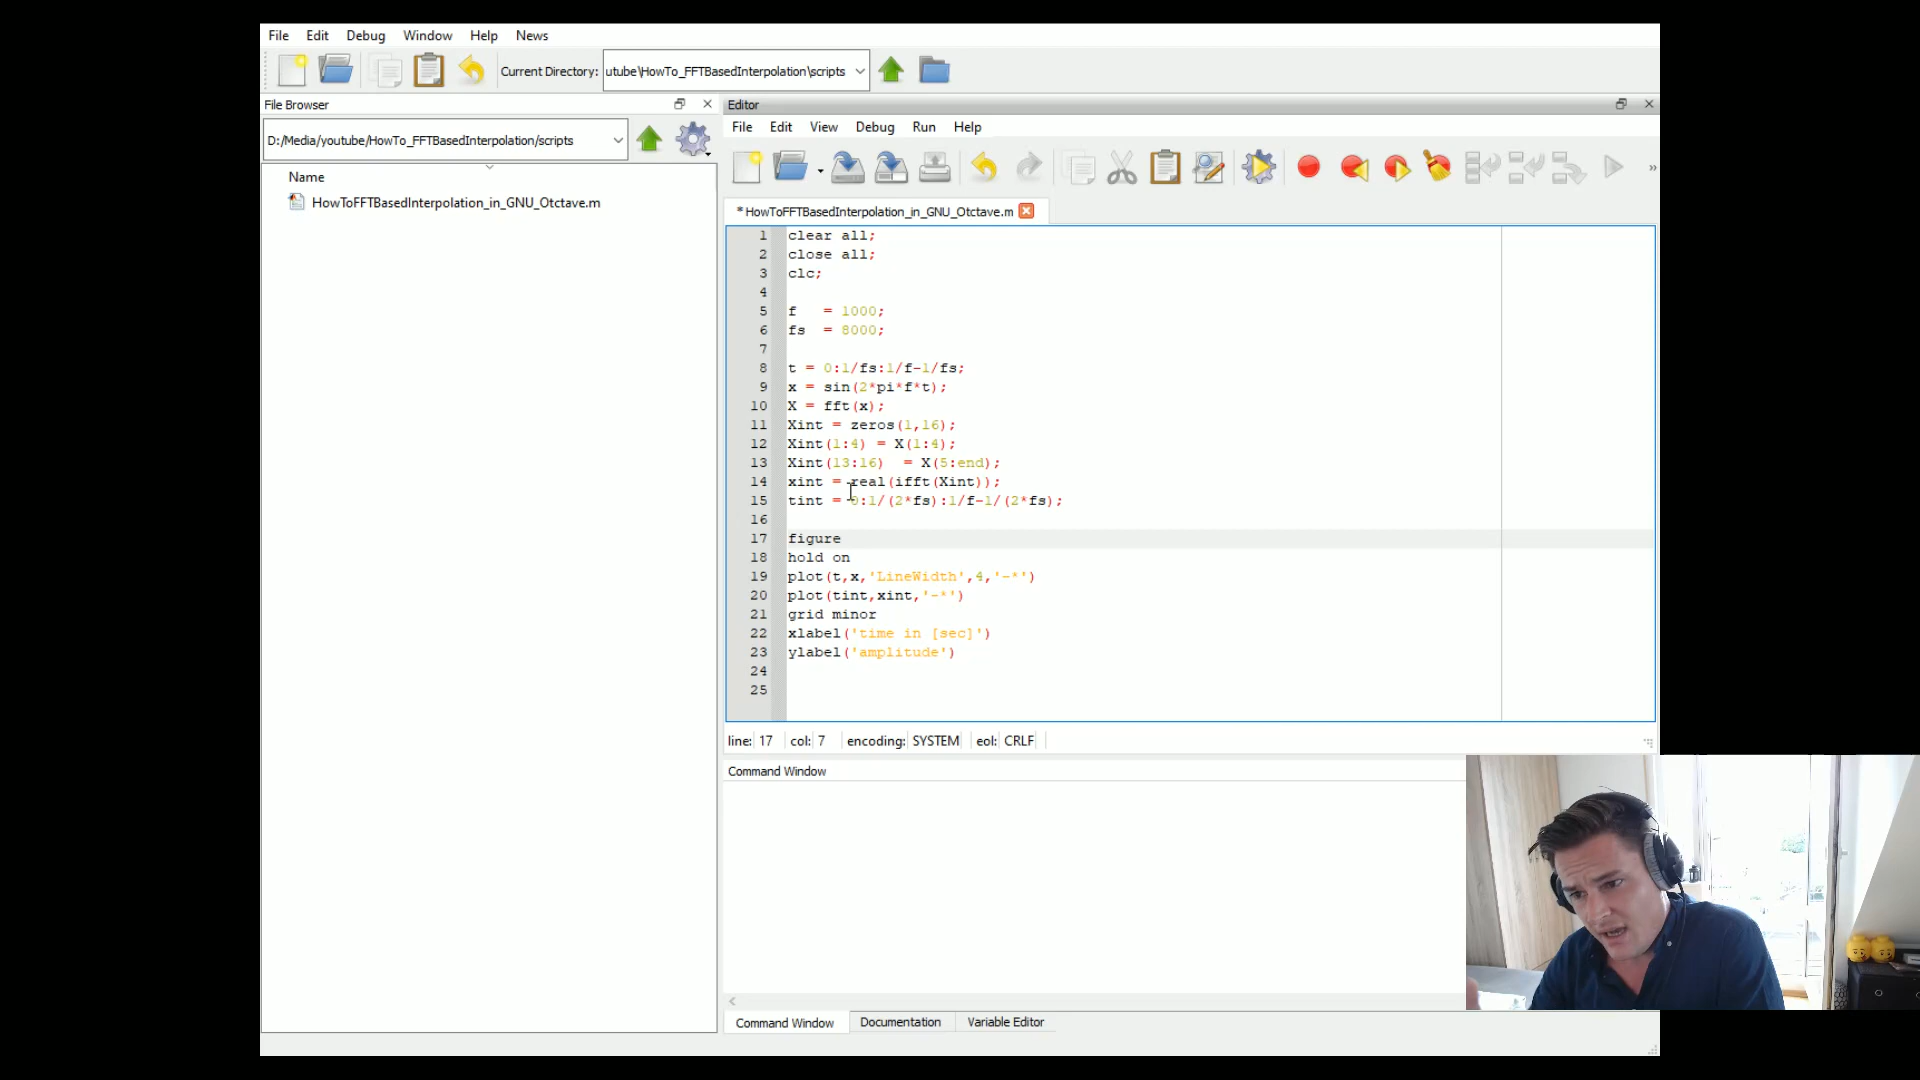 File Edit Debug Window Help News
Current Directory: utube\HowTo_FFTBasedInterpolation\scripts
File Browser
D:/Media/youtube/HowTo_FFTBasedInterpolation/scripts
Name
HowToFFTBasedInterpolation_in_GNU_Otctave.m
Editor
File Edit View Debug Run Help
»
*HowToFFTBasedInterpolation_in_GNU_Otctave.m
1 clear all;
2 close all;
3 clc;
4
5 f   = 1000;
6 fs  = 8000;
7
8 t = 0:1/fs:1/f-1/fs;
9 x = sin(2*pi*f*t);
10 X = fft(x);
11 Xint = zeros(1,16);
12 Xint(1:4) = X(1:4);
13 Xint(13:16)  = X(5:end);
14 xint = real(ifft(Xint));
15 tint = 0:1/(2*fs):1/f-1/(2*fs);
16
17 figure
18 hold on
19 plot(t,x,'LineWidth',4,'-*')
20 plot(tint,xint,'-*')
21 grid minor
22 xlabel('time in [sec]')
23 ylabel('amplitude')
24
25
line: 17 col: 7 encoding: SYSTEM eol: CRLF
Command Window
Command Window Documentation Variable Editor